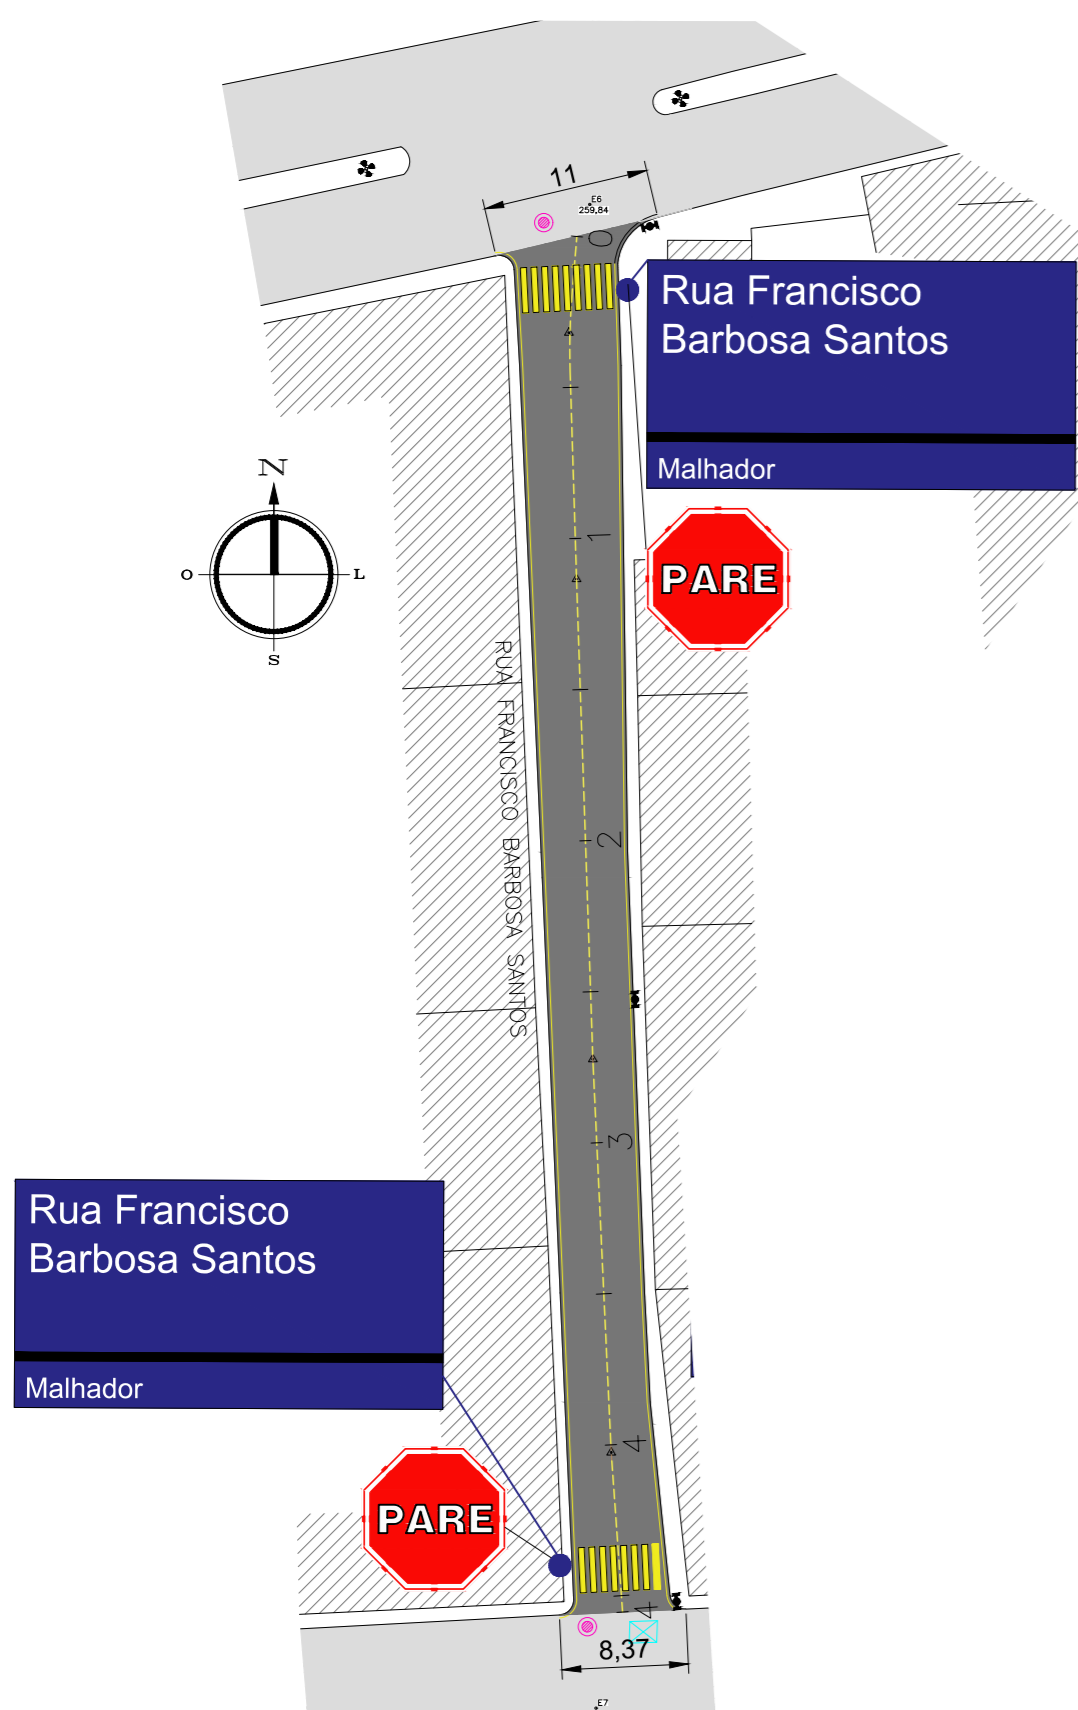 11
E6
259,84
0
Rua Francisco
Barbosa Santos
Malhador
N
O
L
S
1
PARE
RUA FRANCISCO BARBOSA SANTOS
2
3
Rua Francisco
Barbosa Santos
Malhador
4
PARE
4
8,37
E7